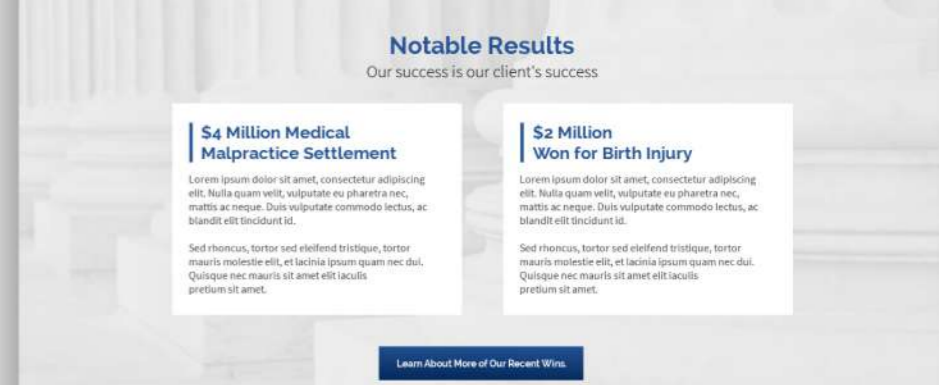 Notable Results
Our success is our client's success
$4 Million Medical
Malpractice Settlement
Lorem ipsum dolor sit amet, consectetur adipiscing
elit. Nulla quam velit, vulputate eu pharetra nec,
mattis ac neque. Duis vulputate commodo lectus, ac
blandit elit tincidunt id.
Sed rhoncus, tortor sed eleifend tristique, tortor
mauris molestie elit, et lacinia ipsum quam nec dui.
Quisque nec mauris sit amet elit iaculis
pretium sit amet.
$2 Million
Won for Birth Injury
Lorem ipsum dolor sit amet, consectetur adipiscing
elit. Nulla quam velit, vulputate eu pharetra nec,
mattis ac neque. Duis vulputate commodo lectus, ac
blandit elit tincidunt id.
Sed rhoncus, tortor sed eleifend tristique, tortor
mauris molestie elit, et lacinia ipsum quam nec dui.
Quisque nec mauris sit amet elit iaculis
pretium sit amet.
Learn About More of Our Recent Wins.